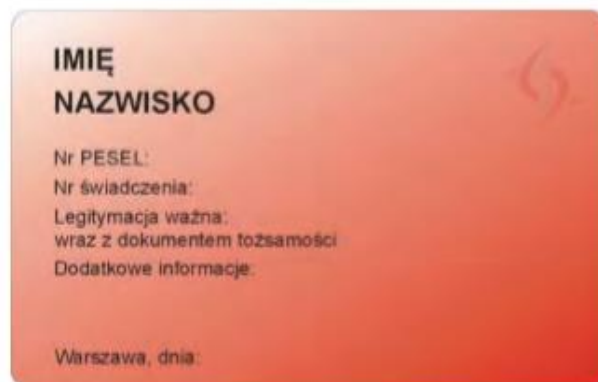 IMIĘ
NAZWISKO
Nr PESEL:
Nr świadczenia:
Legitymacja ważna:
wraz z dokumentem tożsamości
Dodatkowe informacje:
Warszawa, dnia: